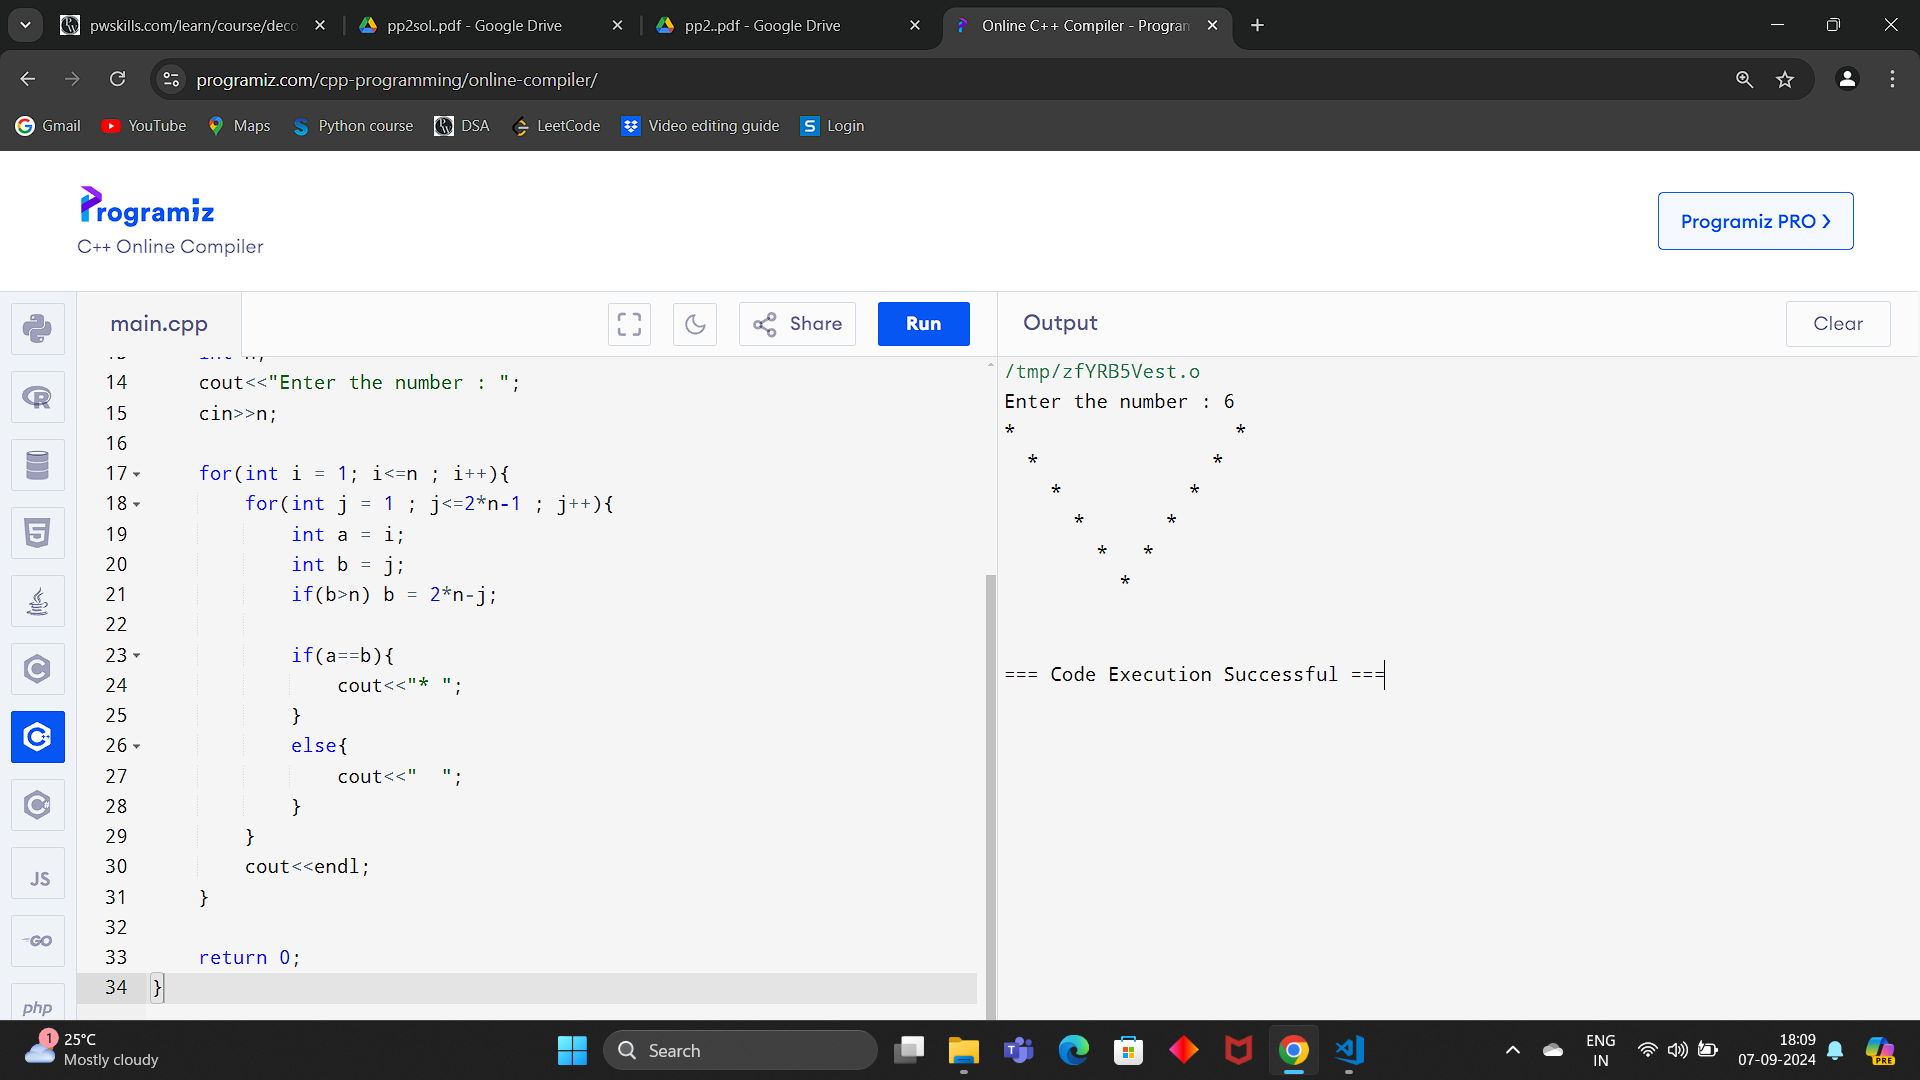 pwskills.com/learn/course/deco
pp2sol..pdf - Google Drive
pp2..pdf - Google Drive
Online C++ Compiler - Program
programiz.com/cpp-programming/online-compiler/
Gmail
YouTube
Maps
Python course
DSA
LeetCode
Video editing guide
Login
Programiz
C++ Online Compiler
Programiz PRO
main.cpp
Share
Run
Output
Clear
14 cout<<"Enter the number : ";
15 cin>>n;
16
17 for(int i = 1; i<=n ; i++){
18 for(int j = 1 ; j<=2*n-1 ; j++){
19 int a = i;
20 int b = j;
21 if(b>n) b = 2*n-j;
22
23 if(a==b){
24 cout<<"* ";
25 }
26 else{
27 cout<<"  ";
28 }
29 }
30 cout<<endl;
31 }
32
33 return 0;
34 }
/tmp/zfYRB5Vest.o
Enter the number : 6
*                   *
  *               *
    *           *
      *       *
        *   *
          *
=== Code Execution Successful ===
JS
GO
php
1
25°C
Mostly cloudy
Search
ENG
IN
18:09
07-09-2024
PRE